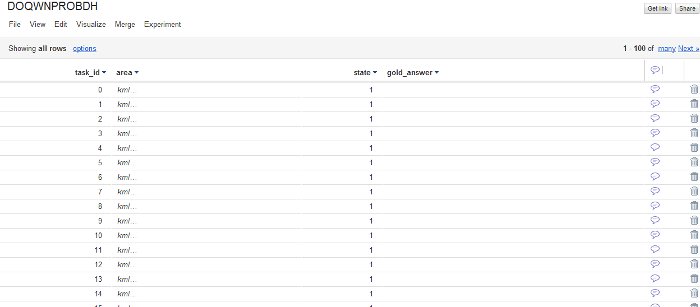 DOQWNPROBDH
Get link Share
File View Edit Visualize Merge Experiment
Showing all rows options 1 - 100 of many Next »
task_id area state gold_answer
0 kml... 1
1 kml... 1
2 kml... 1
3 kml... 1
4 kml... 1
5 kml... 1
6 kml... 1
7 kml... 1
8 kml... 1
9 kml... 1
10 kml... 1
11 kml... 1
12 kml... 1
13 kml... 1
14 kml... 1